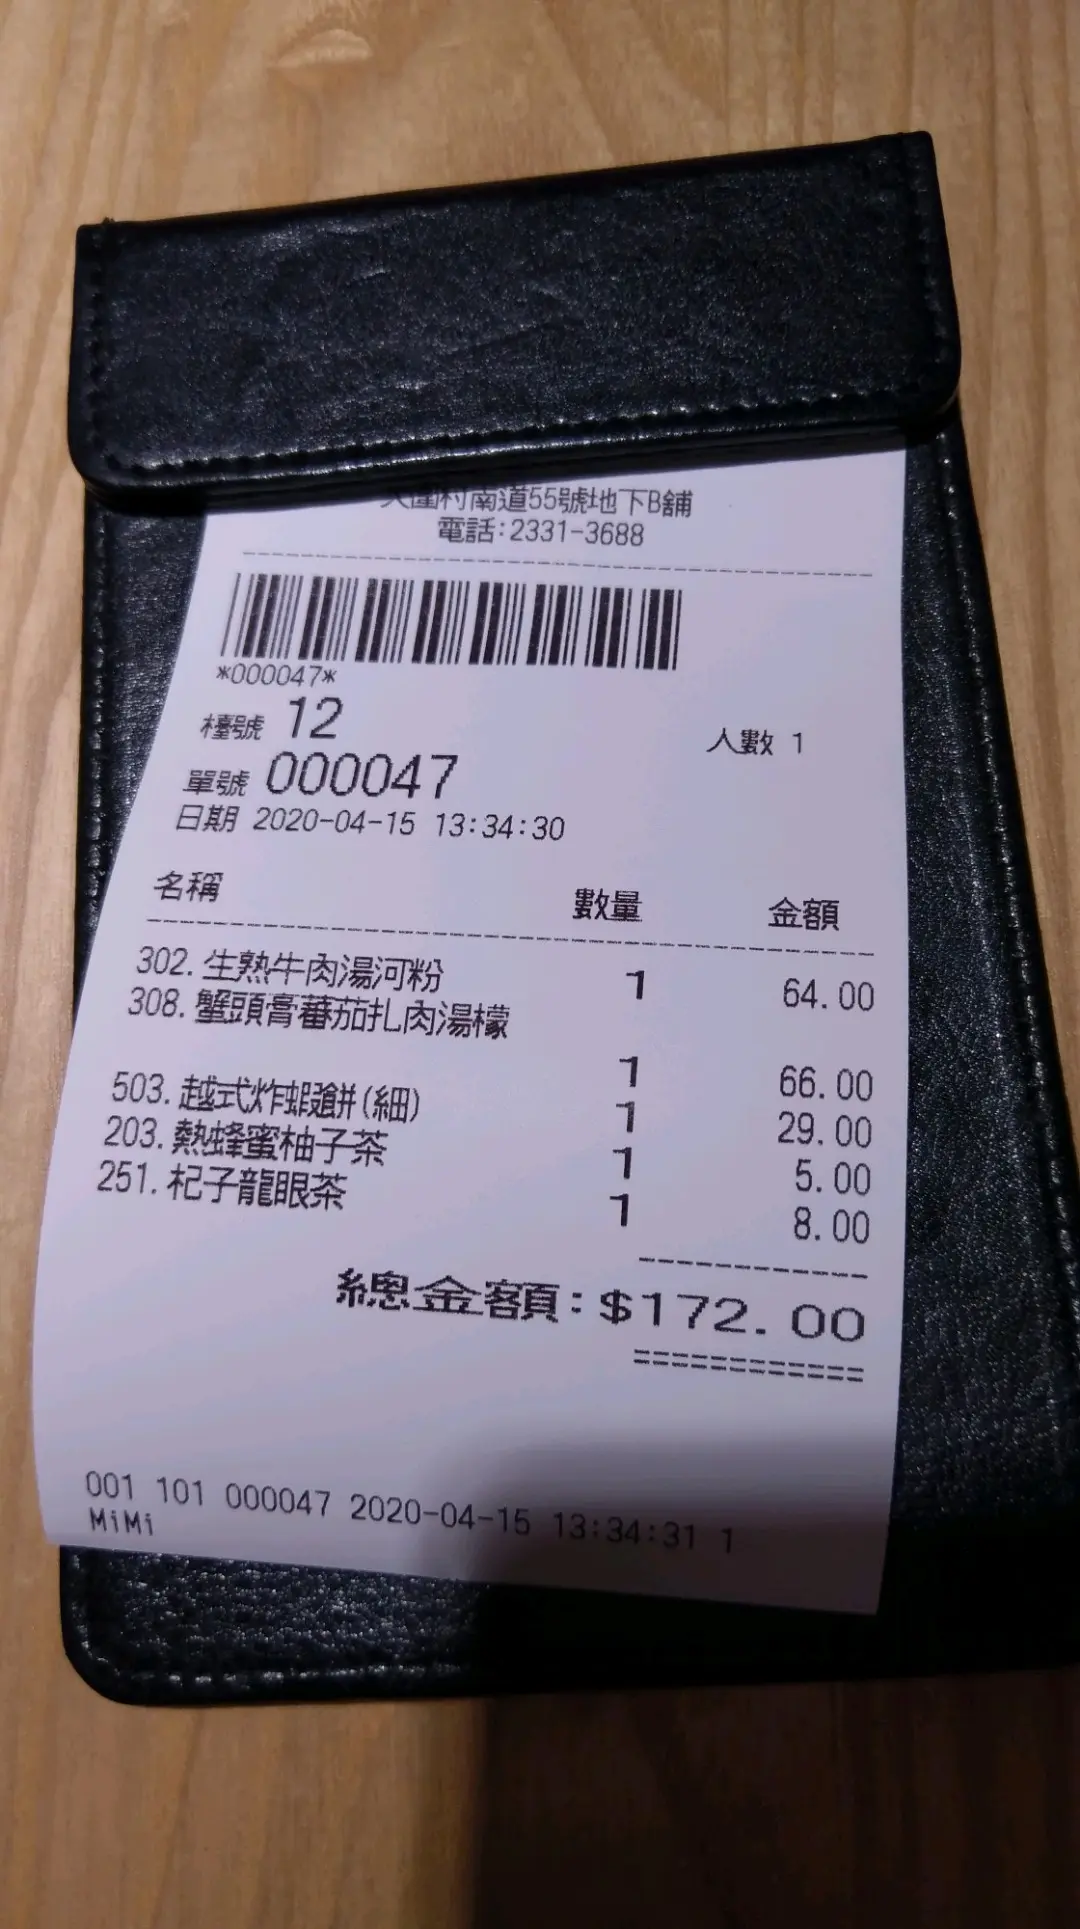 大圍村南道55號地下B舖
電話:2331-3688
*000047*
檯號 12 人數 1
單號 000047
日期 2020-04-15 13:34:30
名稱 數量 金額
302. 生熟牛肉湯河粉 1 64.00
308. 蟹頭膏蕃茄扎肉湯檬
1 66.00
503. 越式炸蝦餅(細) 1 29.00
203. 熱蜂蜜柚子茶 1 5.00
251. 杞子龍眼茶 1 8.00
總金額:$172.00
001 101 000047 2020-04-15 13:34:31 1
MiMi